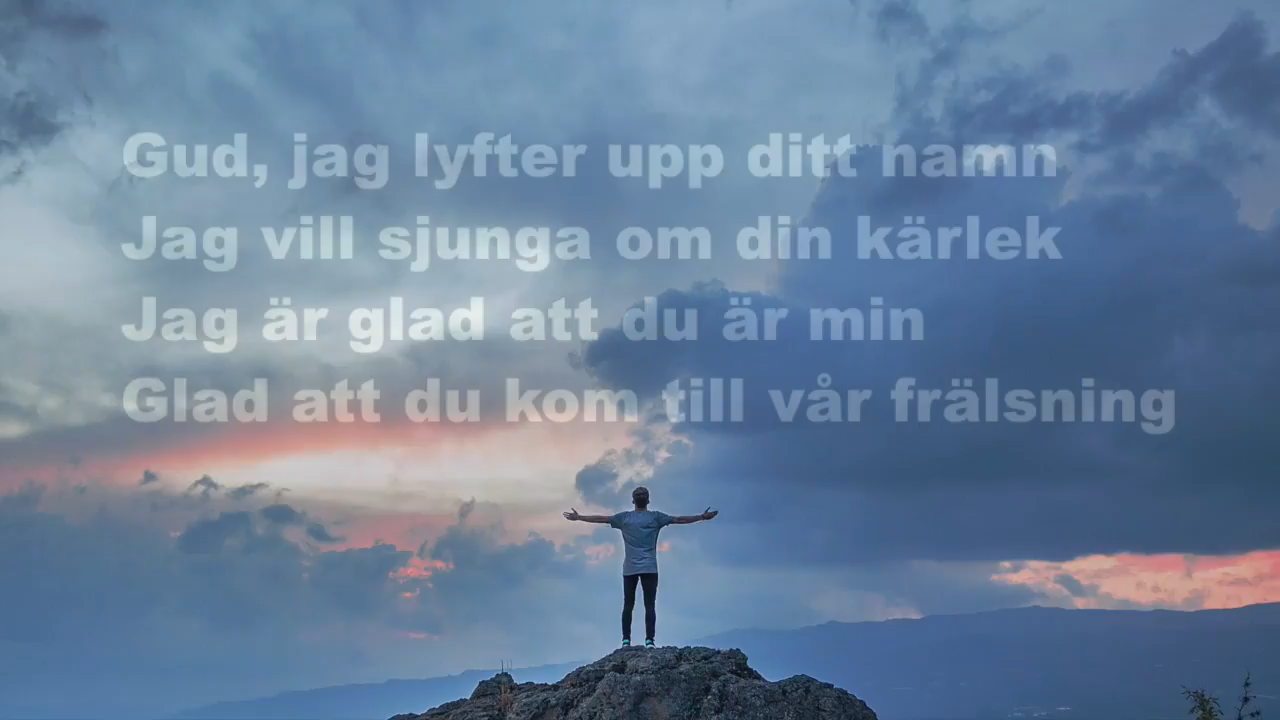 Gud, jag lyfter upp ditt namn
Jag vill sjunga om din kärlek
Jag är glad att du är min
Glad att du kom till vår frälsning